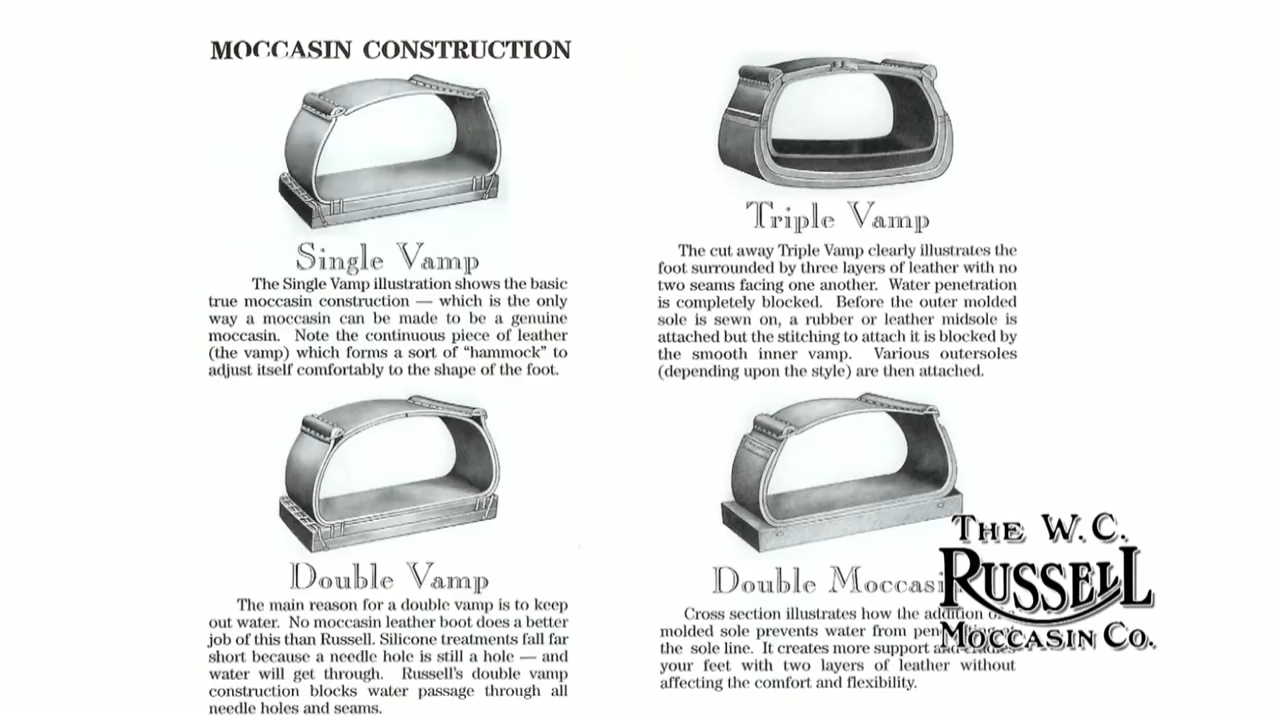 MOCCASIN CONSTRUCTION
Single Vamp
The Single Vamp illustration shows the basic
true moccasin construction — which is the only
way a moccasin can be made to be a genuine
moccasin. Note the continuous piece of leather
(the vamp) which forms a sort of “hammock” to
adjust itself comfortably to the shape of the foot.
Double Vamp
The main reason for a double vamp is to keep
out water. No moccasin leather boot does a better
job of this than Russell. Silicone treatments fall far
short because a needle hole is still a hole — and
water will get through. Russell's double vamp
construction blocks water passage through all
needle holes and seams.
Triple Vamp
The cut away Triple Vamp clearly illustrates the
foot surrounded by three layers of leather with no
two seams facing one another. Water penetration
is completely blocked. Before the outer molded
sole is sewn on, a rubber or leather midsole is
attached but the stitching to attach it is blocked by
the smooth inner vamp. Various outersoles
(depending upon the style) are then attached.
Double
Cross section illustrates how the addition
molded sole prevents water from
the sole line. It creates more support
your feet with two layers of leather without
affecting the comfort and flexibility.
THE W.C.
RUSSELL
MOCCASIN CO.